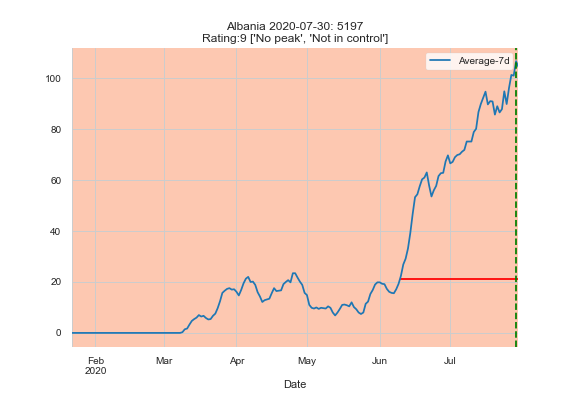 Albania 2020-07-30: 5197
Rating:9 ['No peak', 'Not in control']
Average-7d
100
80
60
40
20
0
Feb Mar Apr May Jun Jul
2020
Date